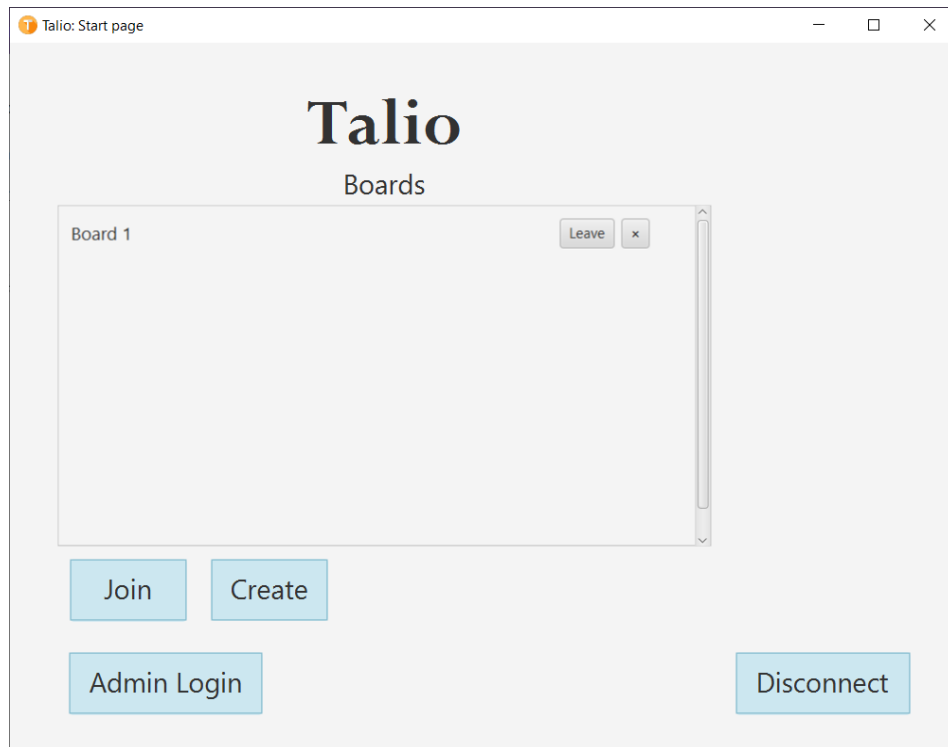 Talio: Start page
Talio
Boards
Board 1 Leave ×
Join Create
Admin Login Disconnect